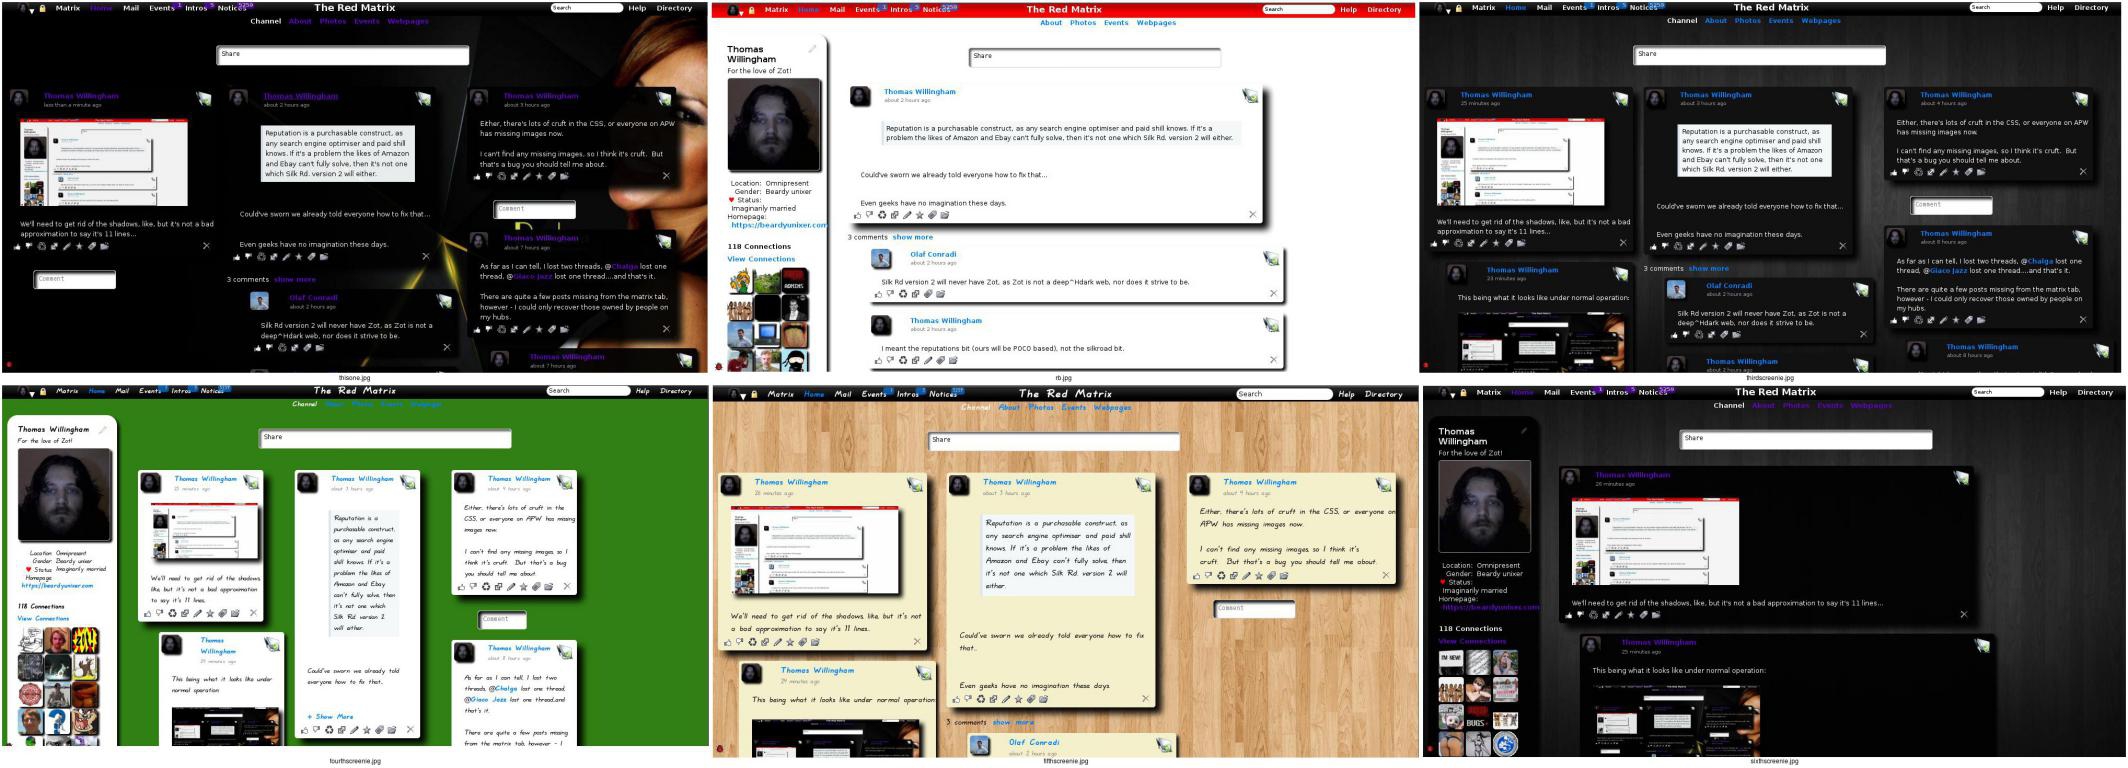 Matrix Home Mail Events 1 Intros 5 Notices 5259 The Red Matrix Search Help Directory
Channel About Photos Events Webpages
Share
Thomas Willingham
less than a minute ago
We'll need to get rid of the shadows, like, but it's not a bad
approximation to say it's 11 lines...
Comment
Thomas Willingham
about 2 hours ago
Reputation is a purchasable construct, as
any search engine optimiser and paid shill
knows. If it's a problem the likes of Amazon
and Ebay can't fully solve, then it's not one
which Silk Rd. version 2 will either.
Could've sworn we already told everyone how to fix that...
Even geeks have no imagination these days.
3 comments show more
Olaf Conradi
about 2 hours ago
Silk Rd version 2 will never have Zot, as Zot is not a
deep^Hdark web, nor does it strive to be.
Thomas Willingham
about 3 hours ago
Either, there's lots of cruft in the CSS, or everyone on APW
has missing images now.
I can't find any missing images, so I think it's cruft. But
that's a bug you should tell me about.
Comment
Thomas Willingham
about 7 hours ago
As far as I can tell, I lost two threads, @Chalga lost one
thread, @Giaco Jazz lost one thread....and that's it.
There are quite a few posts missing from the matrix tab,
however - I could only recover those owned by people on
my hubs.
Thomas Willingham
thisone.jpg
Matrix Home Mail Events 1 Intros 5 Notices 5259 The Red Matrix Search Help Directory
About Photos Events Webpages
Thomas
Willingham
For the love of Zot!
Location: Omnipresent
Gender: Beardy unixer
Status:
Imaginarily married
Homepage:
https://beardyunixer.com
118 Connections
View Connections
Share
Thomas Willingham
about 2 hours ago
Reputation is a purchasable construct, as any search engine optimiser and paid shill knows. If it's a
problem the likes of Amazon and Ebay can't fully solve, then it's not one which Silk Rd. version 2 will either.
Could've sworn we already told everyone how to fix that...
Even geeks have no imagination these days.
3 comments show more
Olaf Conradi
about 2 hours ago
Silk Rd version 2 will never have Zot, as Zot is not a deep^Hdark web, nor does it strive to be.
Thomas Willingham
about 2 hours ago
I meant the reputations bit (ours will be POCO based), not the silkroad bit.
rb.jpg
Matrix Home Mail Events 1 Intros 5 Notices 5259 The Red Matrix Search Help Directory
Channel About Photos Events Webpages
Share
Thomas Willingham
25 minutes ago
We'll need to get rid of the shadows, like, but it's not a bad
approximation to say it's 11 lines...
Thomas Willingham
23 minutes ago
This being what it looks like under normal operation:
Thomas Willingham
about 3 hours ago
Reputation is a purchasable construct, as
any search engine optimiser and paid shill
knows. If it's a problem the likes of Amazon
and Ebay can't fully solve, then it's not one
which Silk Rd. version 2 will either.
Could've sworn we already told everyone how to fix that...
Even geeks have no imagination these days.
3 comments show more
Olaf Conradi
about 2 hours ago
Silk Rd version 2 will never have Zot, as Zot is not a
deep^Hdark web, nor does it strive to be.
Thomas Willingham
about 2 hours ago
Thomas Willingham
about 4 hours ago
Either, there's lots of cruft in the CSS, or everyone on APW
has missing images now.
I can't find any missing images, so I think it's cruft. But
that's a bug you should tell me about.
Comment
Thomas Willingham
about 8 hours ago
As far as I can tell, I lost two threads, @Chalga lost one
thread, @Giaco Jazz lost one thread....and that's it.
There are quite a few posts missing from the matrix tab,
however - I could only recover those owned by people on
my hubs.
Thomas Willingham
about 8 hours ago
thirdscreenie.jpg
Matrix Home Mail Events Intros Notices The Red Matrix Search Help Directory
Channel About Photos Events Webpages
Thomas Willingham
For the love of Zot!
Location: Omnipresent
Gender: Beardy unixer
Status: Imaginarily married
Homepage:
https://beardyunixer.com
118 Connections
View Connections
Share
Thomas Willingham
25 minutes ago
We'll need to get rid of the shadows,
like, but it's not a bad approximation
to say it's 11 lines...
Thomas
Willingham
This being what it looks like under
normal operation:
Thomas Willingham
about 3 hours ago
Reputation is a
purchasable construct,
as any search engine
optimiser and paid
shill knows. If it's a
problem the likes of
Amazon and Ebay
can't fully solve, then
it's not one which
Silk Rd. version 2
will either.
Could've sworn we already told
everyone how to fix that...
+ Show More
Thomas Willingham
about 4 hours ago
Either, there's lots of cruft in the
CSS, or everyone on APW has missing
images now.
I can't find any missing images, so I
think it's cruft. But that's a bug
you should tell me about.
Comment
Thomas Willingham
about 8 hours ago
As far as I can tell, I lost two
threads, @Chalga lost one thread,
@Giaco Jazz lost one thread....and
that's it.
There are quite a few posts missing
from the matrix tab, however - I
fourthscreenie.jpg
Matrix Home Mail Events Intros Notices The Red Matrix Search Help Directory
Channel About Photos Events Webpages
Share
Thomas Willingham
26 minutes ago
We'll need to get rid of the shadows, like, but it's not
a bad approximation to say it's 11 lines...
Thomas Willingham
24 minutes ago
This being what it looks like under normal operation:
Thomas Willingham
about 3 hours ago
Reputation is a purchasable construct, as
any search engine optimiser and paid shill
knows. If it's a problem the likes of
Amazon and Ebay can't fully solve, then
it's not one which Silk Rd. version 2 will
either.
Could've sworn we already told everyone how to fix
that...
Even geeks have no imagination these days.
3 comments show more
Olaf Conradi
about 2 hours ago
Thomas Willingham
about 4 hours ago
Either, there's lots of cruft in the CSS, or everyone on
APW has missing images now.
I can't find any missing images, so I think it's
cruft. But that's a bug you should tell me about.
Comment
fifthscreenie.jpg
Matrix Home Mail Events 1 Intros 5 Notices 5259 The Red Matrix Search Help Directory
Channel About Photos Events Webpages
Thomas
Willingham
For the love of Zot!
Location: Omnipresent
Gender: Beardy unixer
Status:
Imaginarily married
Homepage:
https://beardyunixer.com
118 Connections
View Connections
Share
Thomas Willingham
26 minutes ago
We'll need to get rid of the shadows, like, but it's not a bad approximation to say it's 11 lines...
Thomas Willingham
25 minutes ago
This being what it looks like under normal operation:
sixthscreenie.jpg